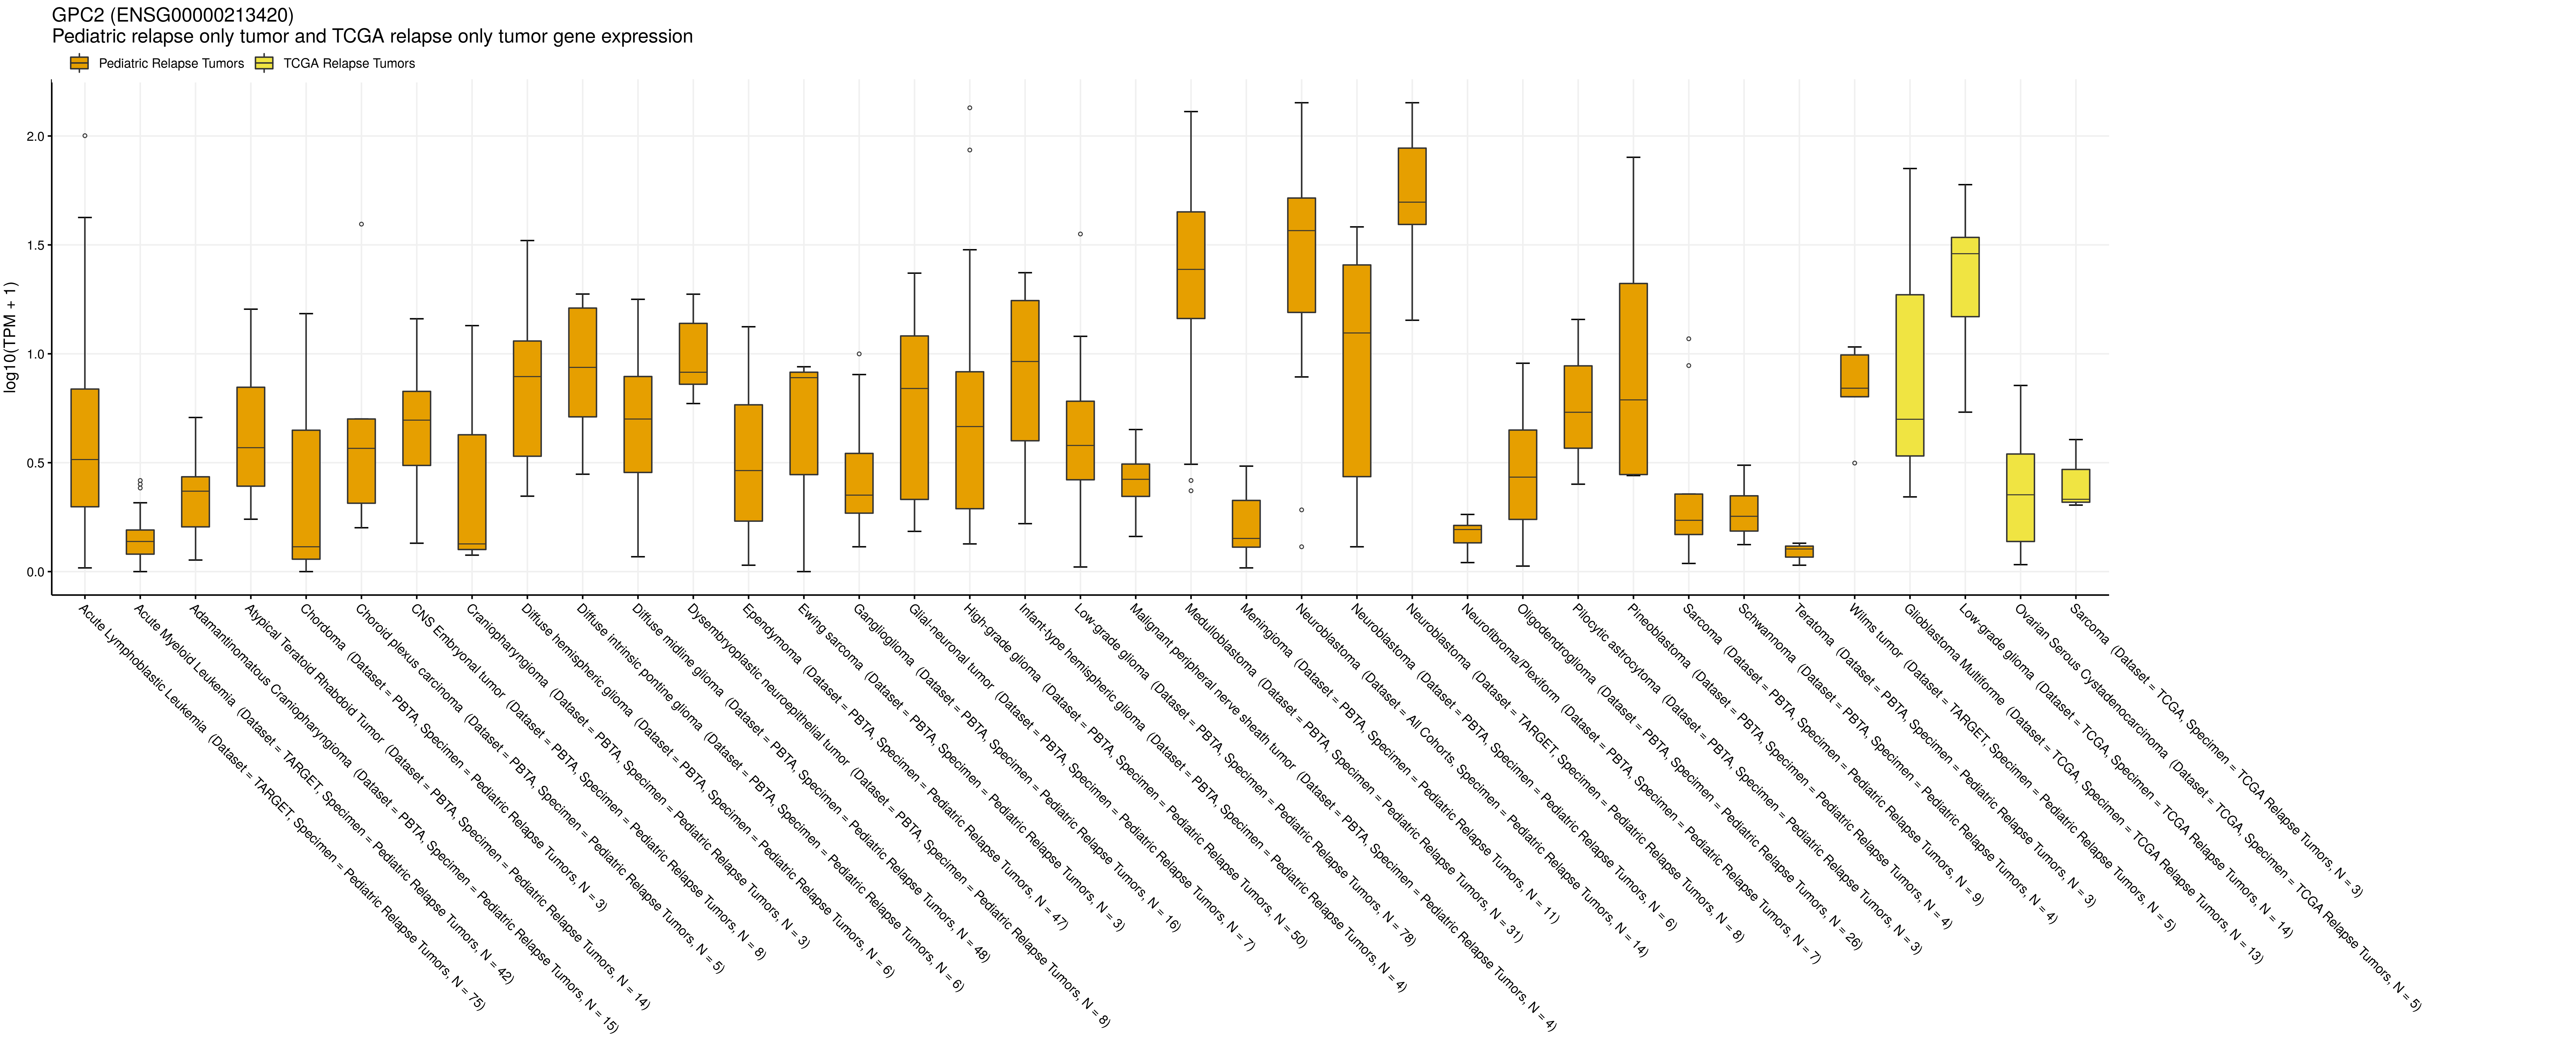 GPC2 (ENSG00000213420)
Pediatric relapse only tumor and TCGA relapse only tumor gene expression
Pediatric Relapse Tumors
TCGA Relapse Tumors
log10(TPM + 1)
2.0
1.5
1.0
0.5
0.0
Acute Lymphoblastic Leukemia (Dataset = TARGET, Specimen = Pediatric Relapse Tumors, N = 75)
Acute Myeloid Leukemia (Dataset = TARGET, Specimen = Pediatric Relapse Tumors, N = 42)
Adamantinomatous Craniopharyngioma (Dataset = PBTA, Specimen = Pediatric Relapse Tumors, N = 15)
Atypical Teratoid Rhabdoid Tumor (Dataset = PBTA, Specimen = Pediatric Relapse Tumors, N = 14)
Chordoma (Dataset = PBTA, Specimen = Pediatric Relapse Tumors, N = 3)
Choroid plexus carcinoma (Dataset = PBTA, Specimen = Pediatric Relapse Tumors, N = 5)
CNS Embryonal tumor (Dataset = PBTA, Specimen = Pediatric Relapse Tumors, N = 8)
Craniopharyngioma (Dataset = PBTA, Specimen = Pediatric Relapse Tumors, N = 3)
Diffuse hemispheric glioma (Dataset = PBTA, Specimen = Pediatric Relapse Tumors, N = 6)
Diffuse intrinsic pontine glioma (Dataset = PBTA, Specimen = Pediatric Relapse Tumors, N = 6)
Diffuse midline glioma (Dataset = PBTA, Specimen = Pediatric Relapse Tumors, N = 48)
Dysembryoplastic neuroepithelial tumor (Dataset = PBTA, Specimen = Pediatric Relapse Tumors, N = 8)
Ependymoma (Dataset = PBTA, Specimen = Pediatric Relapse Tumors, N = 47)
Ewing sarcoma (Dataset = PBTA, Specimen = Pediatric Relapse Tumors, N = 3)
Ganglioglioma (Dataset = PBTA, Specimen = Pediatric Relapse Tumors, N = 16)
Glial-neuronal tumor (Dataset = PBTA, Specimen = Pediatric Relapse Tumors, N = 7)
High-grade glioma (Dataset = PBTA, Specimen = Pediatric Relapse Tumors, N = 50)
Infant-type hemispheric glioma (Dataset = PBTA, Specimen = Pediatric Relapse Tumors, N = 4)
Low-grade glioma (Dataset = PBTA, Specimen = Pediatric Relapse Tumors, N = 78)
Malignant peripheral nerve sheath tumor (Dataset = PBTA, Specimen = Pediatric Relapse Tumors, N = 4)
Medulloblastoma (Dataset = PBTA, Specimen = Pediatric Relapse Tumors, N = 31)
Meningioma (Dataset = PBTA, Specimen = Pediatric Relapse Tumors, N = 11)
Neuroblastoma (Dataset = All Cohorts, Specimen = Pediatric Relapse Tumors, N = 14)
Neuroblastoma (Dataset = PBTA, Specimen = Pediatric Relapse Tumors, N = 6)
Neuroblastoma (Dataset = TARGET, Specimen = Pediatric Relapse Tumors, N = 8)
Neurofibroma/Plexiform (Dataset = PBTA, Specimen = Pediatric Relapse Tumors, N = 7)
Oligodendroglioma (Dataset = PBTA, Specimen = Pediatric Relapse Tumors, N = 26)
Pilocytic astrocytoma (Dataset = PBTA, Specimen = Pediatric Relapse Tumors, N = 3)
Pineoblastoma (Dataset = PBTA, Specimen = Pediatric Relapse Tumors, N = 4)
Sarcoma (Dataset = PBTA, Specimen = Pediatric Relapse Tumors, N = 9)
Schwannoma (Dataset = PBTA, Specimen = Pediatric Relapse Tumors, N = 4)
Teratoma (Dataset = PBTA, Specimen = Pediatric Relapse Tumors, N = 3)
Wilms tumor (Dataset = TARGET, Specimen = Pediatric Relapse Tumors, N = 5)
Glioblastoma Multiforme (Dataset = TCGA, Specimen = TCGA Relapse Tumors, N = 13)
Low-grade glioma (Dataset = TCGA, Specimen = TCGA Relapse Tumors, N = 14)
Ovarian Serous Cystadenocarcinoma (Dataset = TCGA, Specimen = TCGA Relapse Tumors, N = 5)
Sarcoma (Dataset = TCGA, Specimen = TCGA Relapse Tumors, N = 3)